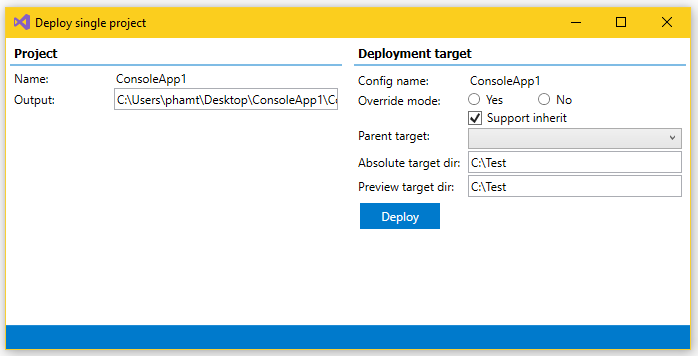 Deploy single project
Project
Name: ConsoleApp1
Output: C:\Users\phamt\Desktop\ConsoleApp1\Co
Deployment target
Config name: ConsoleApp1
Override mode: Yes No
Support inherit
Parent target:
Absolute target dir: C:\Test
Preview target dir: C:\Test
Deploy